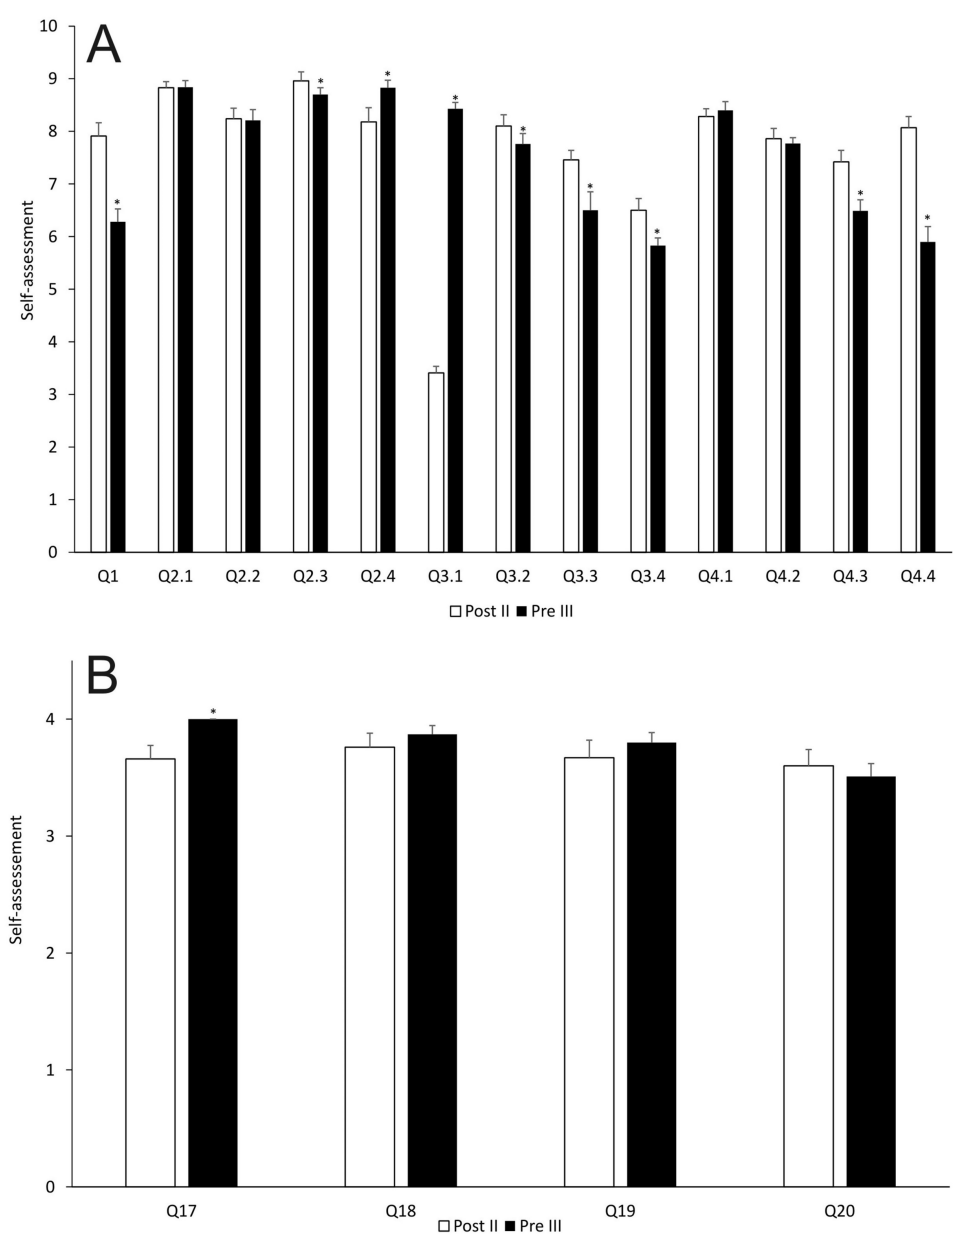 A
10
9
8
7
6
5
4
3
2
1
0
Self-assessment
* * * * * * * * *
Q1 Q2.1 Q2.2 Q2.3 Q2.4 Q3.1 Q3.2 Q3.3 Q3.4 Q4.1 Q4.2 Q4.3 Q4.4
Post II Pre III
B
4
3
2
1
0
Self-assessement
*
Q17 Q18 Q19 Q20
Post II Pre III